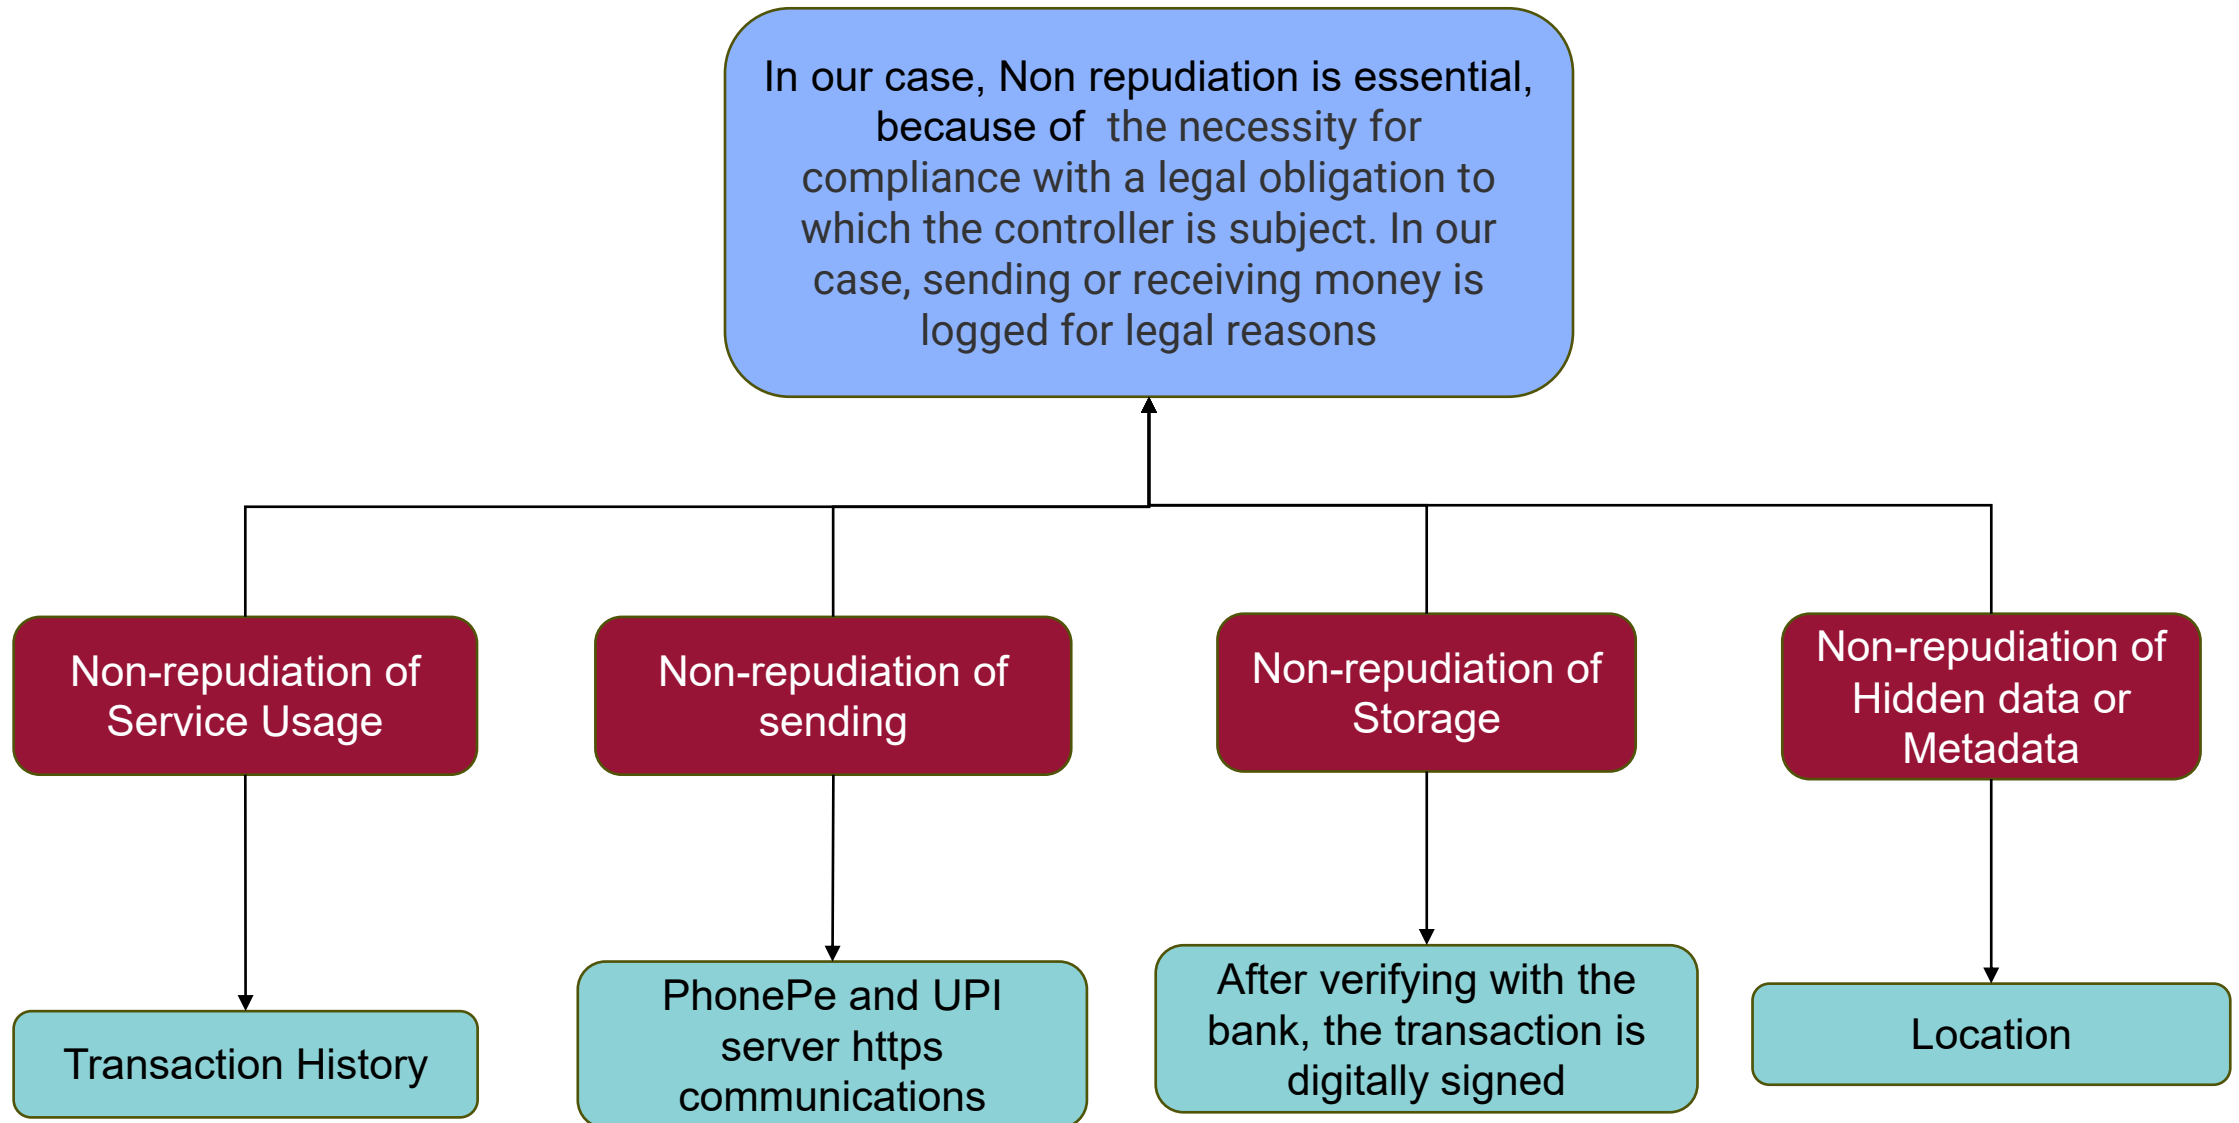 In our case, Non repudiation is essential,
because of  the necessity for
compliance with a legal obligation to
which the controller is subject. In our
case, sending or receiving money is
logged for legal reasons
Non-repudiation of
Service Usage
Non-repudiation of
sending
Non-repudiation of
Storage
Non-repudiation of
Hidden data or
Metadata
Transaction History
PhonePe and UPI
server https
communications
After verifying with the
bank, the transaction is
digitally signed
Location